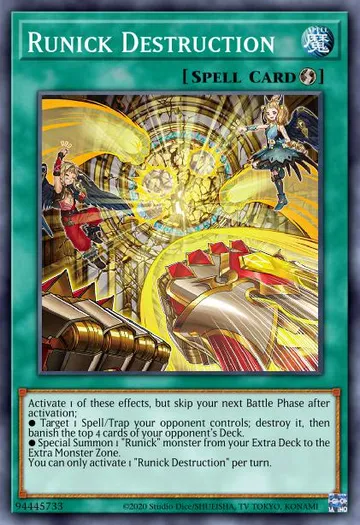 Runick Destruction
SPELL
魔
[Spell Card]
Activate 1 of these effects, but skip your next Battle Phase after
activation;
● Target 1 Spell/Trap your opponent controls; destroy it, then
banish the top 4 cards of your opponent's Deck.
● Special Summon 1 "Runick" monster from your Extra Deck to the
Extra Monster Zone.
You can only activate 1 "Runick Destruction" per turn.
94445733
©2020 Studio Dice/SHUEISHA, TV TOKYO, KONAMI